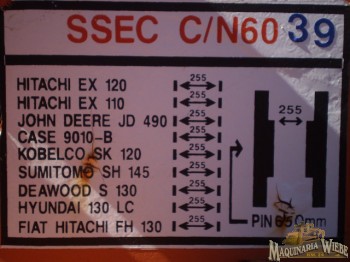 SSEC C/N60 39
HITACHI EX 120 255
HITACHI EX 110 255
JOHN DEERE JD 490 255
CASE 9010-B 255
KOBELCO SK 120 255
SUMITOMO SH 145 255
DEAWOOD S 130 255
HYUNDAI 130 LC 255
FIAT HITACHI FH 130 255
255
PIN 650mm
MAQUINARIA WIEBE